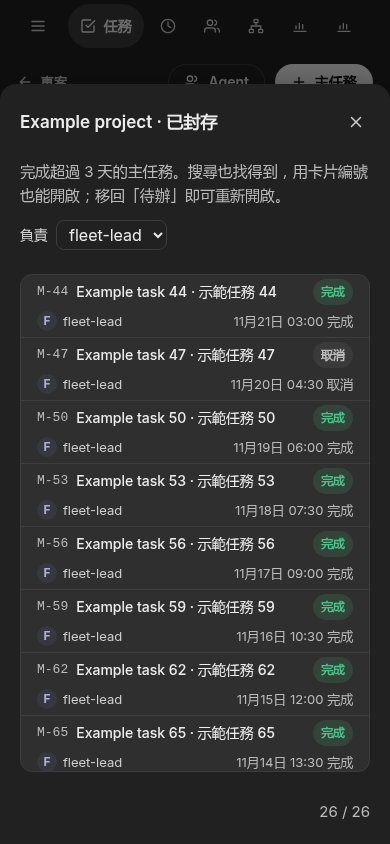 任務
專案
Agent
主任務
Example project · 已封存
完成超過 3 天的主任務。搜尋也找得到，用卡片編號
也能開啟；移回「待辦」即可重新開啟。
負責 fleet-lead
M-44 Example task 44 · 示範任務 44 完成
F fleet-lead 11月21日 03:00 完成
M-47 Example task 47 · 示範任務 47 取消
F fleet-lead 11月20日 04:30 取消
M-50 Example task 50 · 示範任務 50 完成
F fleet-lead 11月19日 06:00 完成
M-53 Example task 53 · 示範任務 53 完成
F fleet-lead 11月18日 07:30 完成
M-56 Example task 56 · 示範任務 56 完成
F fleet-lead 11月17日 09:00 完成
M-59 Example task 59 · 示範任務 59 完成
F fleet-lead 11月16日 10:30 完成
M-62 Example task 62 · 示範任務 62 完成
F fleet-lead 11月15日 12:00 完成
M-65 Example task 65 · 示範任務 65 完成
F fleet-lead 11月14日 13:30 完成
26 / 26